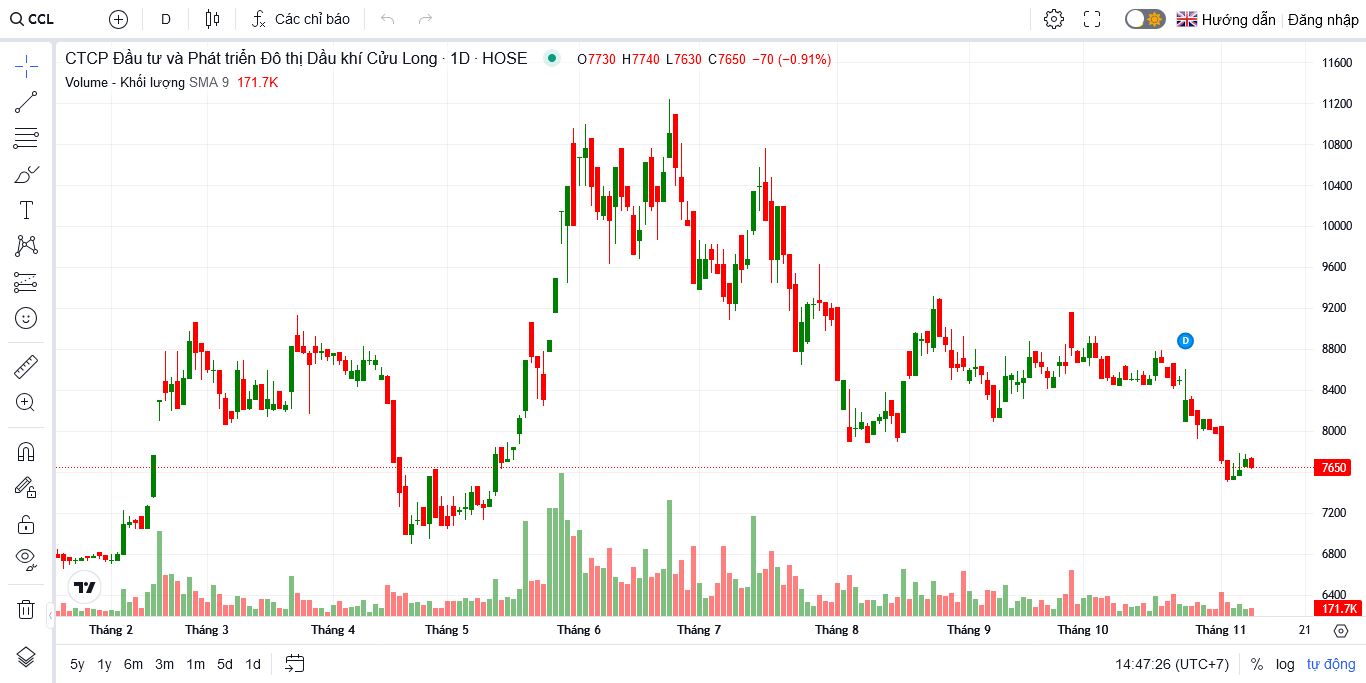 CCL D Các chỉ báo Hướng dẫn Đăng nhập
CTCP Đầu tư và Phát triển Đô thị Dầu khí Cửu Long · 1D · HOSE O7730 H7740 L7630 C7650 −70 (−0.91%)
Volume - Khối lượng SMA 9 171.7K
11600
11200
10800
10400
10000
9600
9200
8800
D
8400
8000
7650
7200
6800
6400
171.7K
Tháng 2 Tháng 3 Tháng 4 Tháng 5 Tháng 6 Tháng 7 Tháng 8 Tháng 9 Tháng 10 Tháng 11 21
5y 1y 6m 3m 1m 5d 1d 14:47:26 (UTC+7) % log tự động